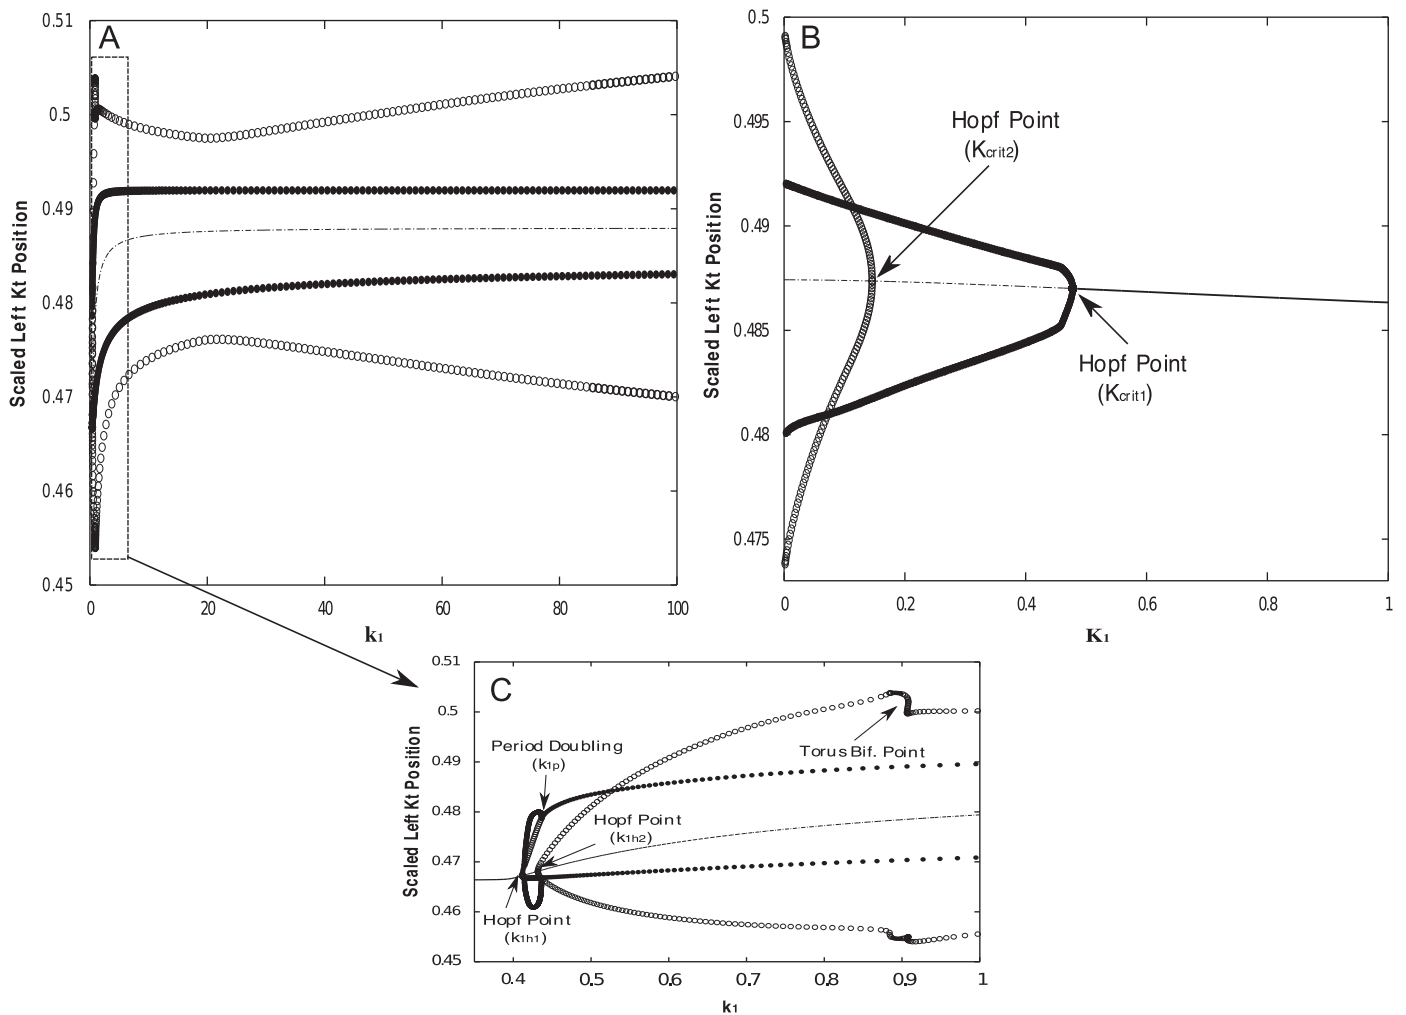 A
0.51
0.5
0.49
0.48
0.47
0.46
0.45
Scaled Left Kt Position
0 20 40 60 80 100
k1
B
0.5
0.495
0.49
0.485
0.48
0.475
Scaled Left Kt Position
Hopf Point
(Kcrit2)
Hopf Point
(Kcrit1)
0 0.2 0.4 0.6 0.8 1
K1
C
0.51
0.5
0.49
0.48
0.47
0.46
0.45
Scaled Left Kt Position
Period Doubling
(k1p)
Torus Bif. Point
Hopf Point
(k1h2)
Hopf Point
(k1h1)
0.4 0.5 0.6 0.7 0.8 0.9 1
k1